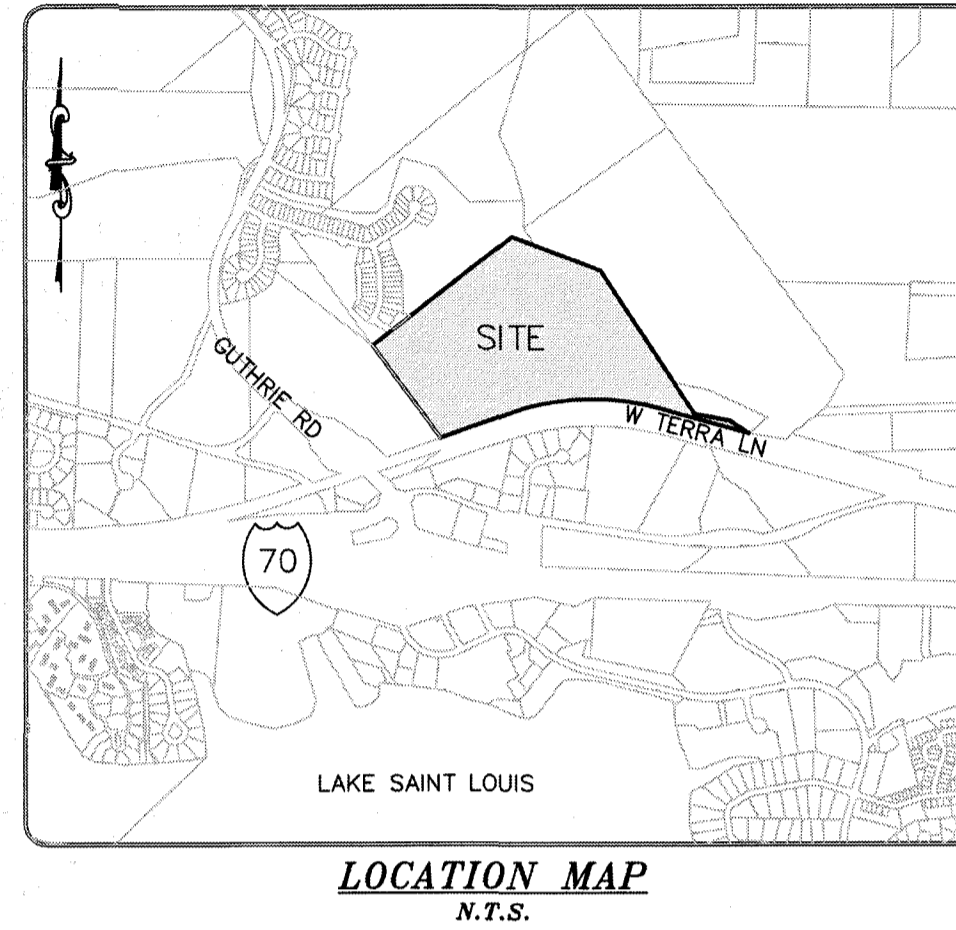 SITE
GUTHRIE RD
W TERRA LN
70
LAKE SAINT LOUIS
LOCATION MAP
N.T.S.